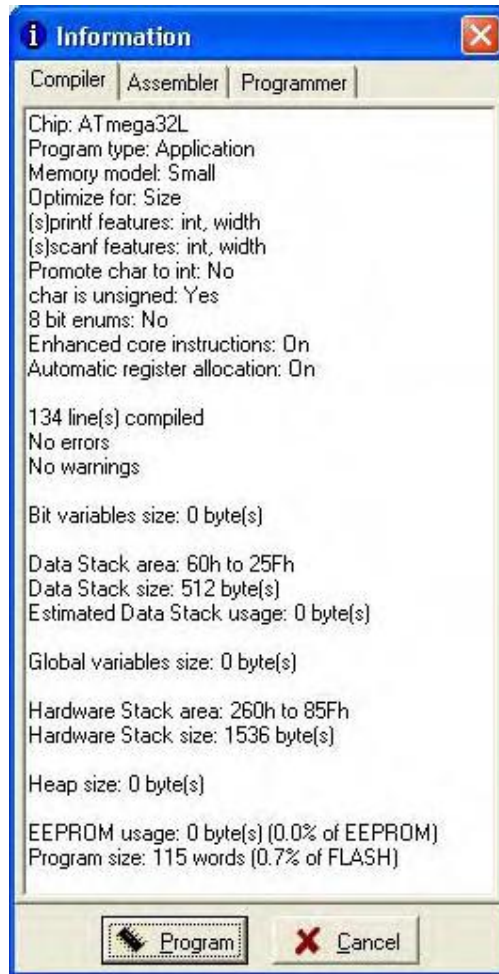 Information
Compiler Assembler Programmer
Chip: ATmega32L
Program type: Application
Memory model: Small
Optimize for: Size
(s)printf features: int, width
(s)scanf features: int, width
Promote char to int: No
char is unsigned: Yes
8 bit enums: No
Enhanced core instructions: On
Automatic register allocation: On
134 line(s) compiled
No errors
No warnings
Bit variables size: 0 byte(s)
Data Stack area: 60h to 25Fh
Data Stack size: 512 byte(s)
Estimated Data Stack usage: 0 byte(s)
Global variables size: 0 byte(s)
Hardware Stack area: 260h to 85Fh
Hardware Stack size: 1536 byte(s)
Heap size: 0 byte(s)
EEPROM usage: 0 byte(s) (0.0% of EEPROM)
Program size: 115 words (0.7% of FLASH)
Program Cancel